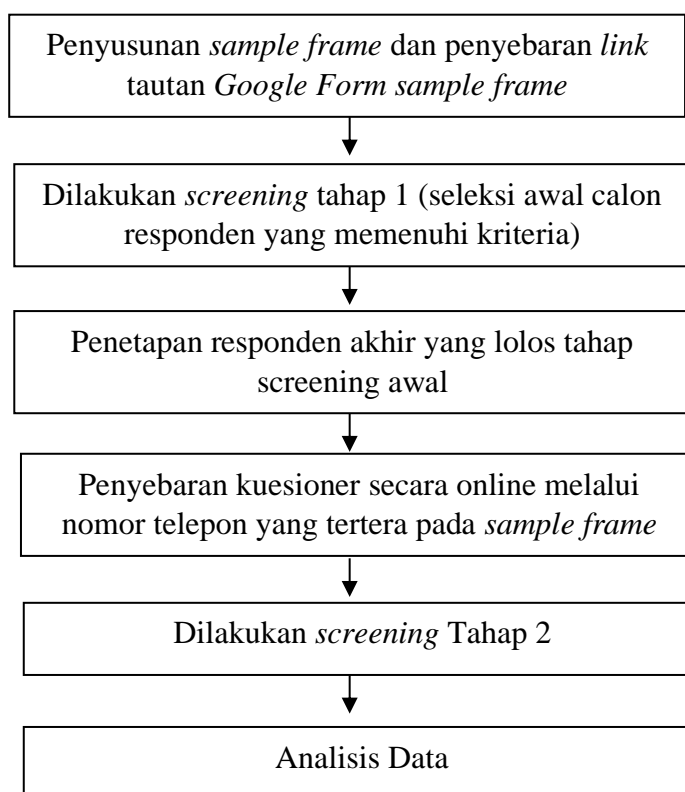 Penyusunan sample frame dan penyebaran link
tautan Google Form sample frame
Dilakukan screening tahap 1 (seleksi awal calon
responden yang memenuhi kriteria)
Penetapan responden akhir yang lolos tahap
screening awal
Penyebaran kuesioner secara online melalui
nomor telepon yang tertera pada sample frame
Dilakukan screening Tahap 2
Analisis Data